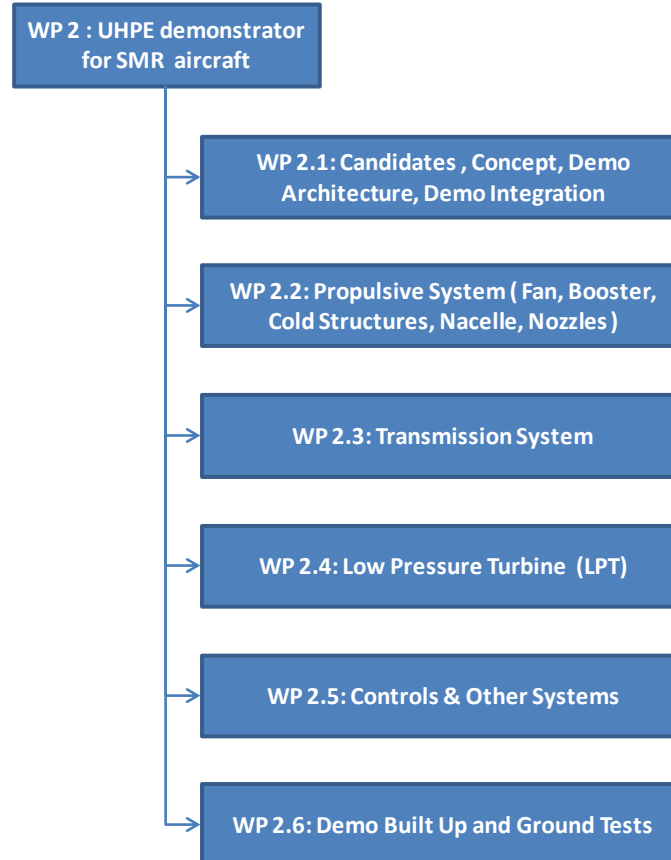 WP 2 : UHPE demonstrator
for SMR aircraft
WP 2.1: Candidates , Concept, Demo
Architecture, Demo Integration
WP 2.2: Propulsive System ( Fan, Booster,
Cold Structures, Nacelle, Nozzles )
WP 2.3: Transmission System
WP 2.4: Low Pressure Turbine (LPT)
WP 2.5: Controls & Other Systems
WP 2.6: Demo Built Up and Ground Tests